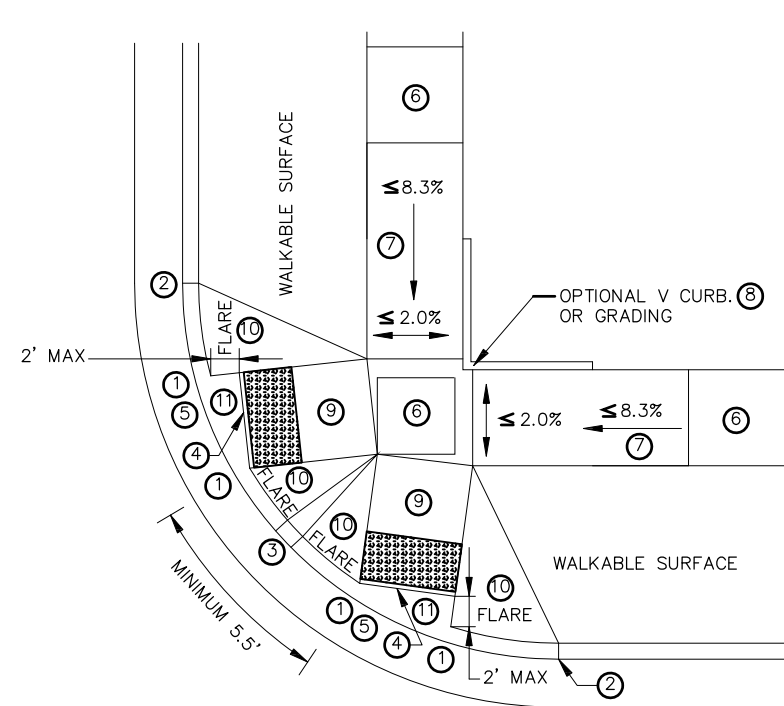 6
WALKABLE SURFACE
≤8.3%
7
2
≤ 2.0%
OPTIONAL V CURB. 8
OR GRADING
FLARE
10
2' MAX
1
5
11
9
6
≤ 2.0%
≤8.3%
7
6
4
1
10
FLARE
9
10
FLARE
3
WALKABLE SURFACE
MINIMUM 5.5'
10
FLARE
1
5
11
4
1
2' MAX
2